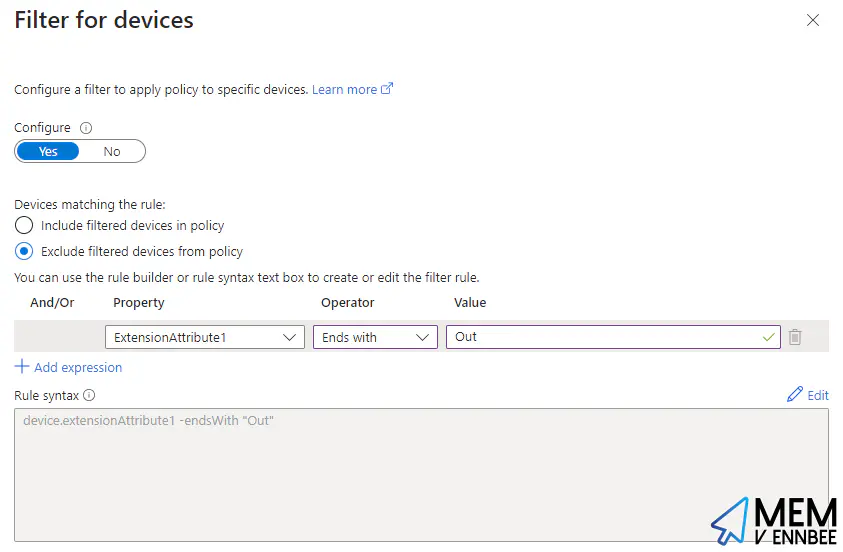 Filter for devices
Configure a filter to apply policy to specific devices. Learn more
Configure
Yes No
Devices matching the rule:
Include filtered devices in policy
Exclude filtered devices from policy
You can use the rule builder or rule syntax text box to create or edit the filter rule.
And/Or Property Operator Value
ExtensionAttribute1 Ends with Out
Add expression
Rule syntax Edit
device.extensionAttribute1 -endsWith "Out"
MEM
V ENNBEE